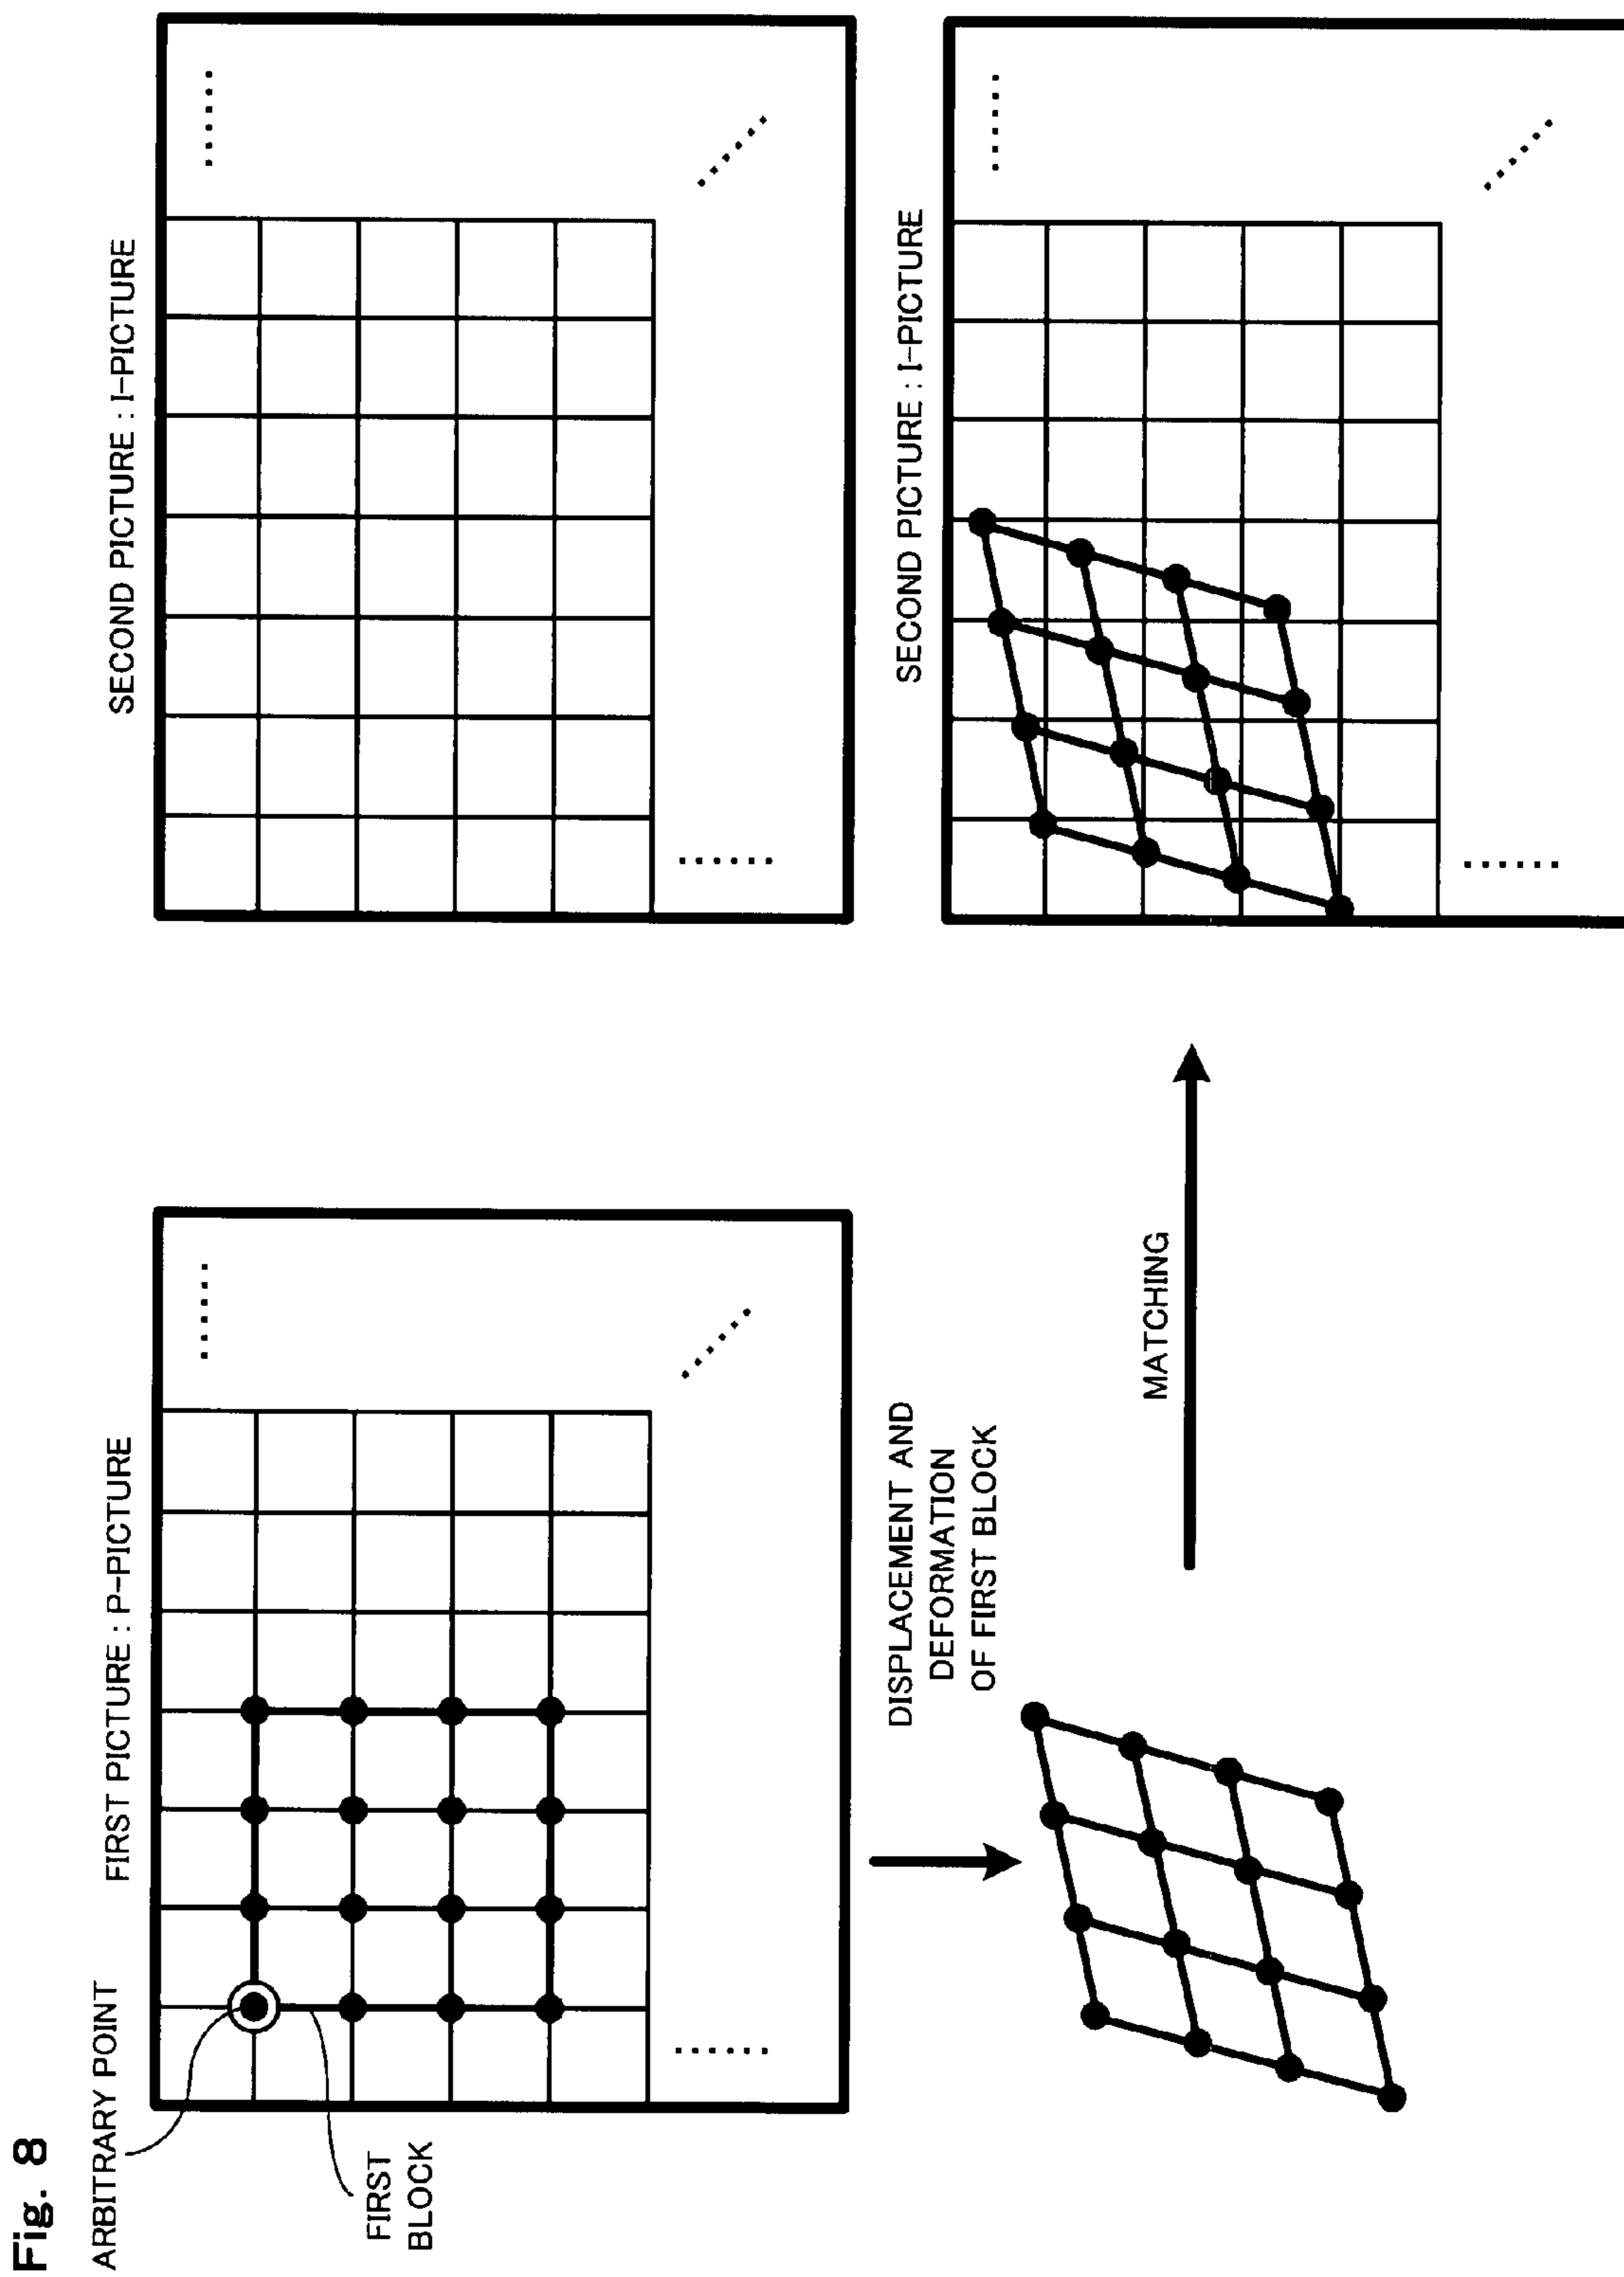 Fig. 8
FIRST PICTURE : P-PICTURE
SECOND PICTURE : I-PICTURE
ARBITRARY POINT
FIRST
BLOCK
DISPLACEMENT AND
DEFORMATION
OF FIRST BLOCK
SECOND PICTURE : I-PICTURE
MATCHING